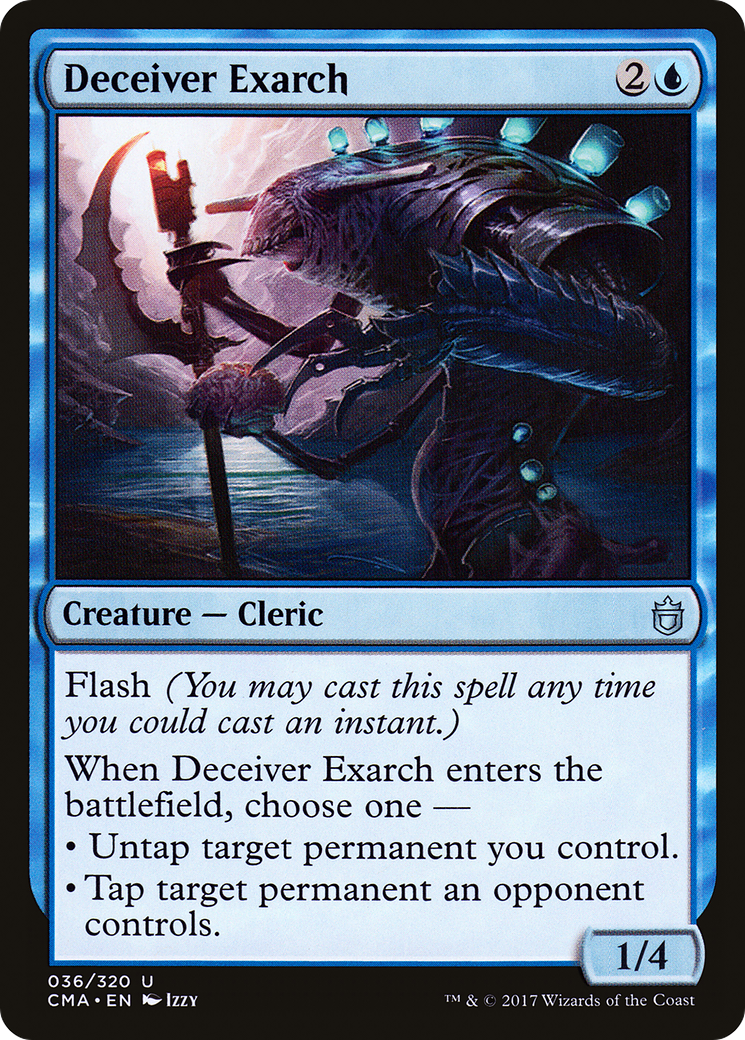 Deceiver Exarch 2
Creature — Cleric
Flash (You may cast this spell any time
you could cast an instant.)
When Deceiver Exarch enters the
battlefield, choose one —
• Untap target permanent you control.
• Tap target permanent an opponent
controls.
1/4
036/320 U
CMA • EN Izzy
™ & © 2017 Wizards of the Coast